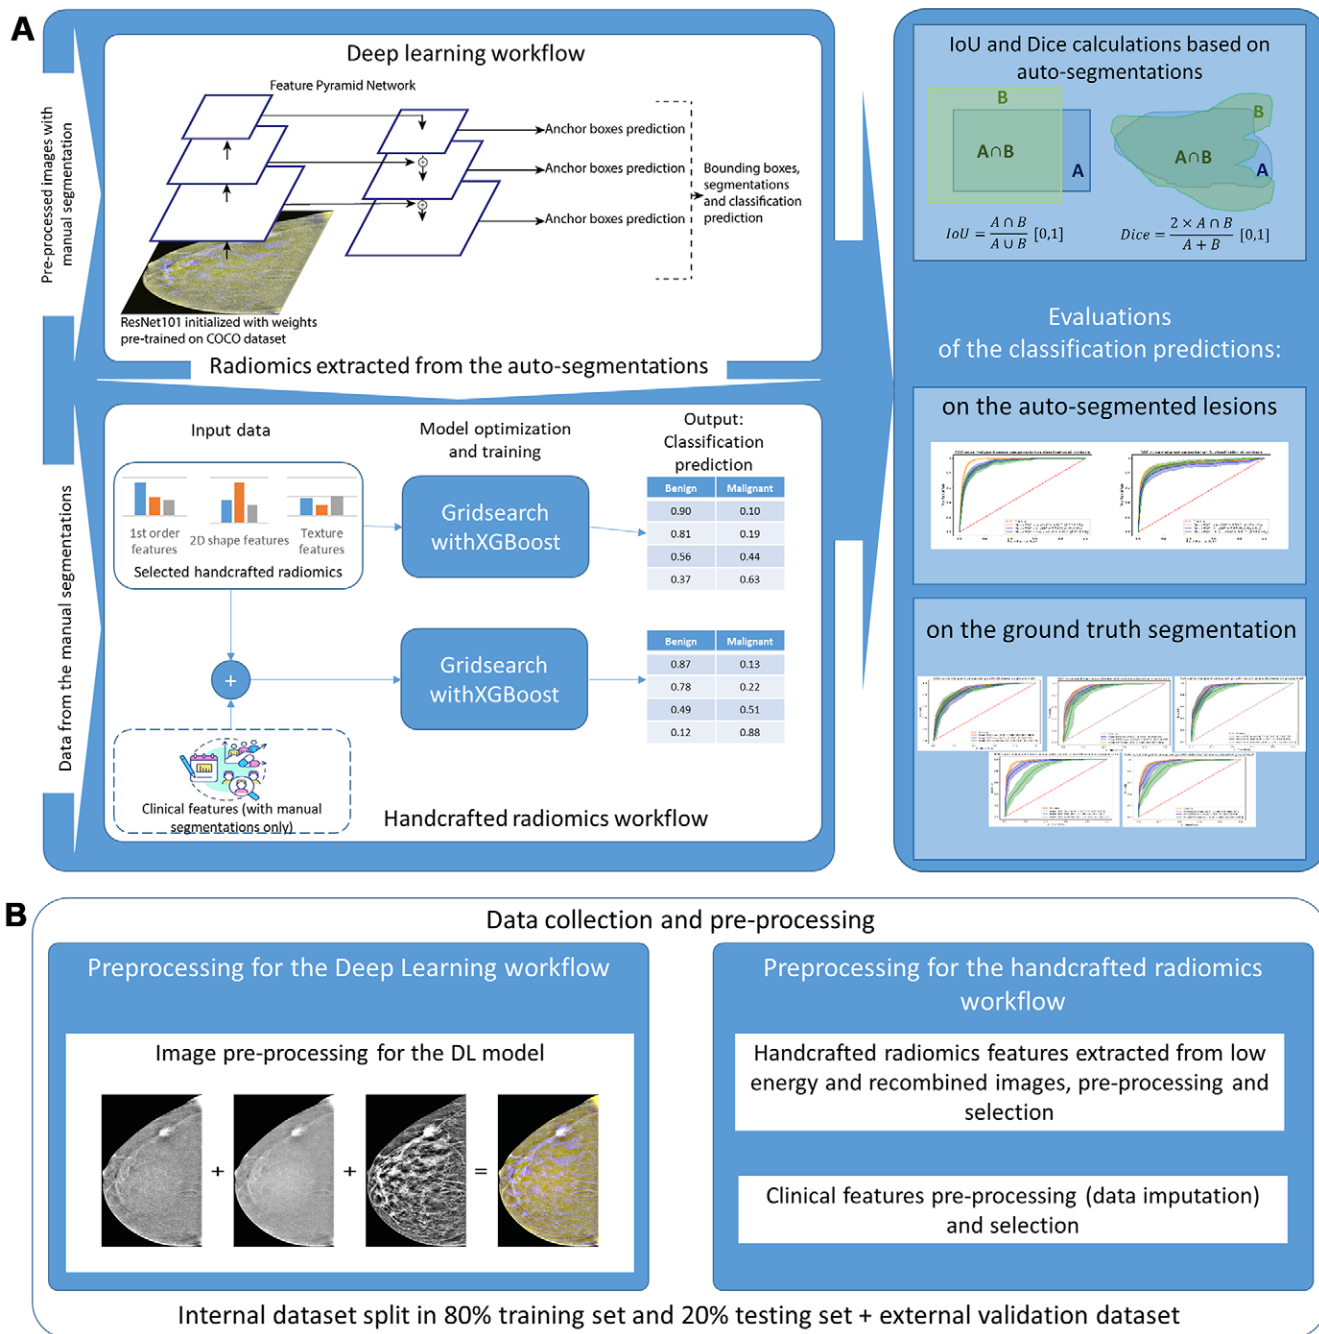 A
Pre-processed images with
manual segmentation
Deep learning workflow
Feature Pyramid Network
Anchor boxes prediction
Anchor boxes prediction
Anchor boxes prediction
Bounding boxes,
segmentations
and classification
prediction
ResNet101 initialized with weights
pre-trained on COCO dataset
Radiomics extracted from the auto-segmentations
Data from the manual segmentations
Input data
Model optimization
and training
Output:
Classification
prediction
1st order
features
2D shape features
Texture
features
Selected handcrafted radiomics
Gridsearch
withXGBoost
Benign Malignant
0.90 0.10
0.81 0.19
0.56 0.44
0.37 0.63
+
Gridsearch
withXGBoost
Benign Malignant
0.87 0.13
0.78 0.22
0.49 0.51
0.12 0.88
Clinical features (with manual
segmentations only)
Handcrafted radiomics workflow
IoU and Dice calculations based on
auto-segmentations
B
A∩B
A
B
A∩B
A
IoU = A ∩ B / A ∪ B [0,1]
Dice = 2 × A ∩ B / A + B [0,1]
Evaluations
of the classification predictions:
on the auto-segmented lesions
on the ground truth segmentation
B
Data collection and pre-processing
Preprocessing for the Deep Learning workflow
Image pre-processing for the DL model
+ + =
Preprocessing for the handcrafted radiomics
workflow
Handcrafted radiomics features extracted from low
energy and recombined images, pre-processing and
selection
Clinical features pre-processing (data imputation)
and selection
Internal dataset split in 80% training set and 20% testing set + external validation dataset